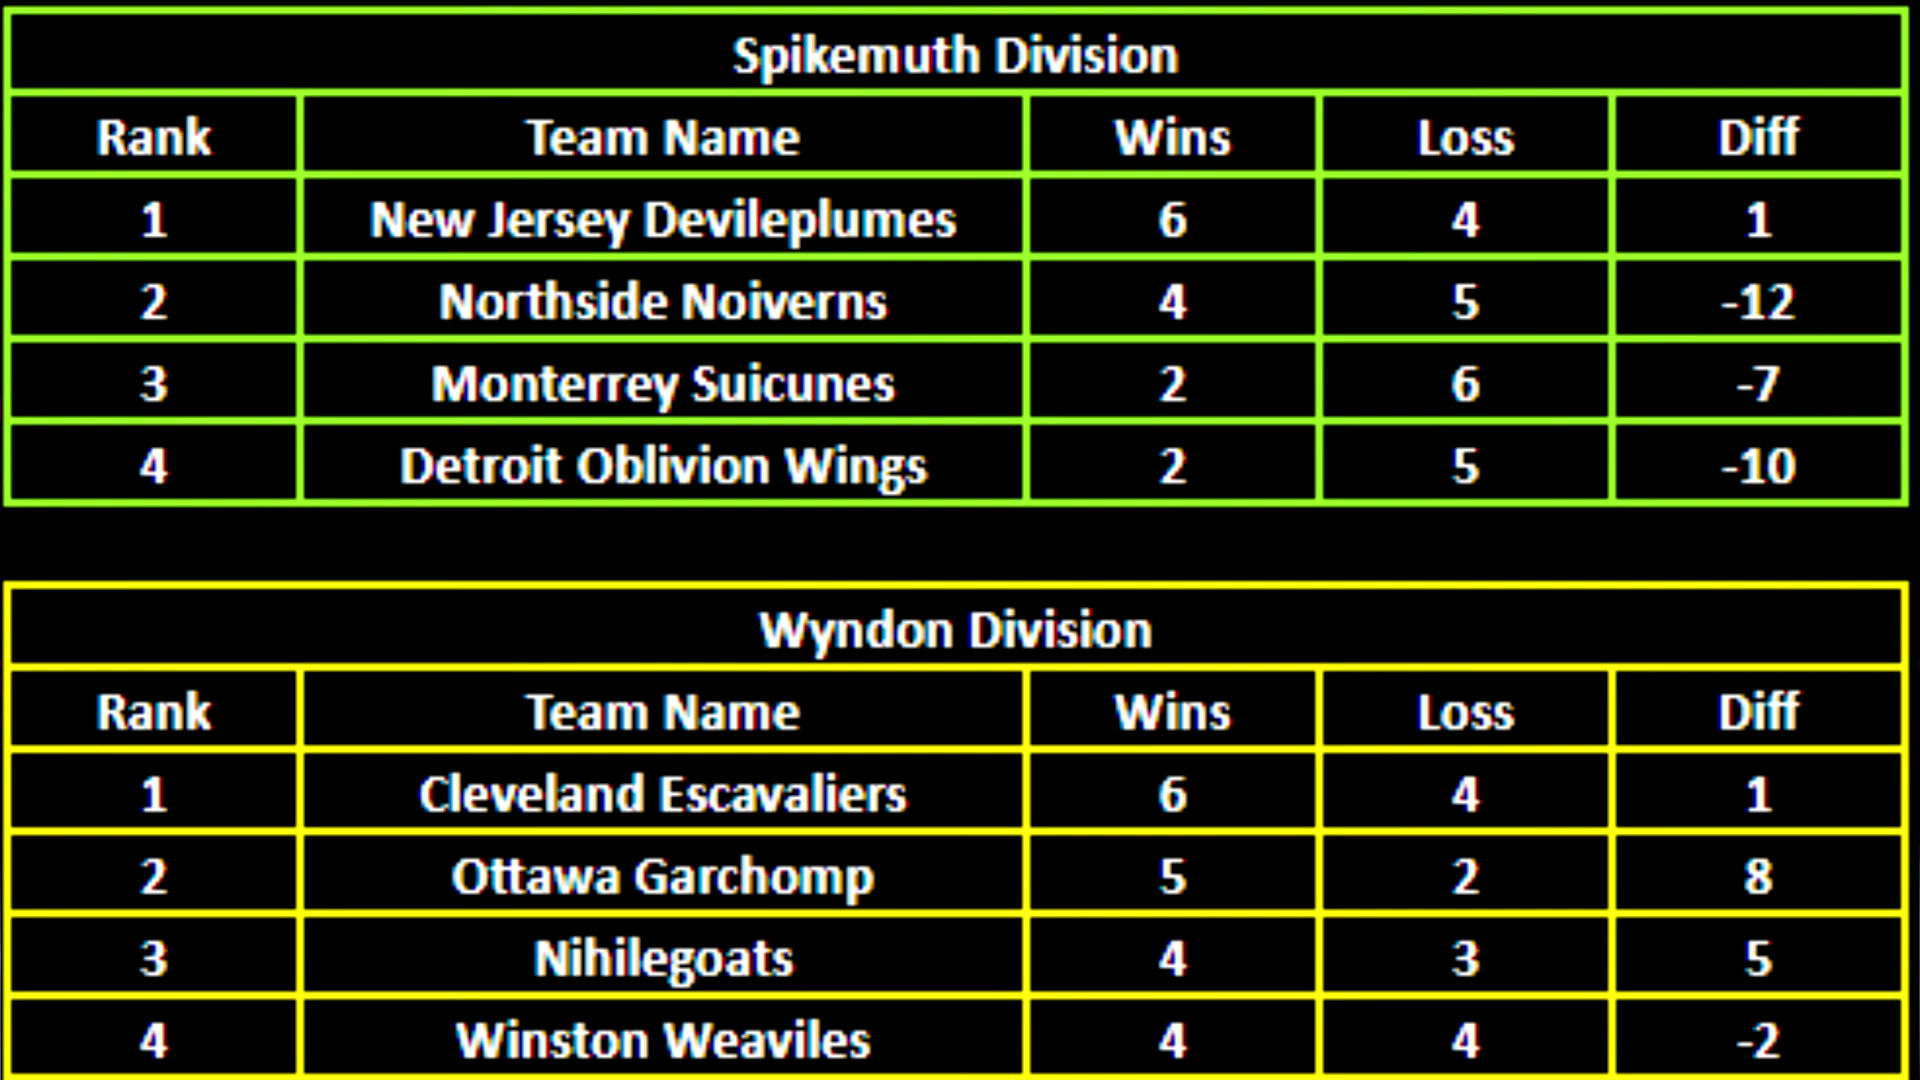 Spikemuth Division
Rank Team Name Wins Loss Diff
1 New Jersey Devileplumes 6 4 1
2 Northside Noiverns 4 5 -12
3 Monterrey Suicunes 2 6 -7
4 Detroit Oblivion Wings 2 5 -10
Wyndon Division
Rank Team Name Wins Loss Diff
1 Cleveland Escavaliers 6 4 1
2 Ottawa Garchomp 5 2 8
3 Nihilegoats 4 3 5
4 Winston Weaviles 4 4 -2